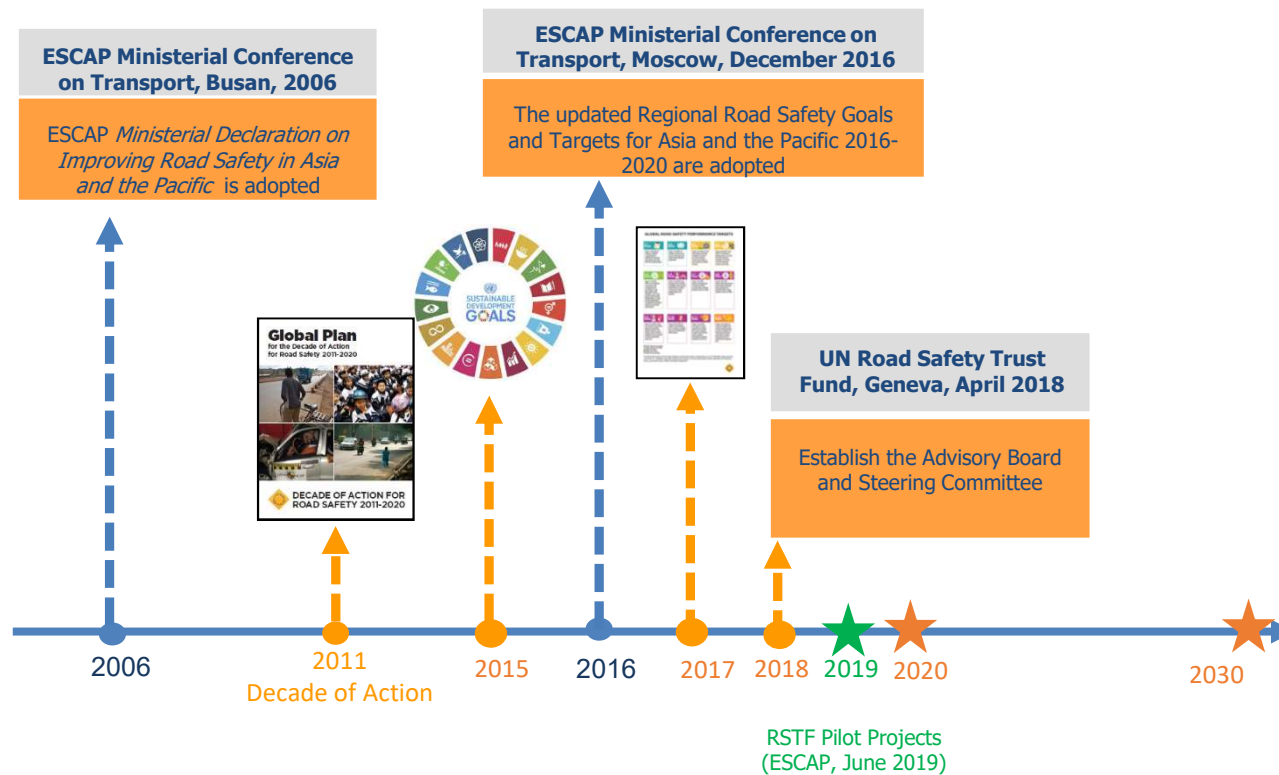 ESCAP Ministerial Conference
on Transport, Busan, 2006
ESCAP Ministerial Declaration on
Improving Road Safety in Asia
and the Pacific is adopted
ESCAP Ministerial Conference on
Transport, Moscow, December 2016
The updated Regional Road Safety Goals
and Targets for Asia and the Pacific 2016-
2020 are adopted
Global Plan
for the Decade of Action
for Road Safety 2011-2020
DECADE OF ACTION FOR
ROAD SAFETY 2011-2020
SUSTAINABLE
DEVELOPMENT
GOALS
GLOBAL ROAD SAFETY PERFORMANCE TARGETS
UN Road Safety Trust
Fund, Geneva, April 2018
Establish the Advisory Board
and Steering Committee
2006
2011
Decade of Action
2015
2016
2017
2018
2019
2020
2030
RSTF Pilot Projects
(ESCAP, June 2019)